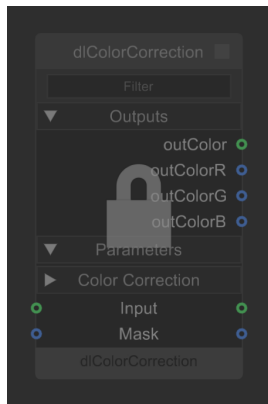 dlColorCorrection
Filter
Outputs
outColor
outColorR
outColorG
outColorB
Parameters
Color Correction
Input
Mask
dlColorCorrection